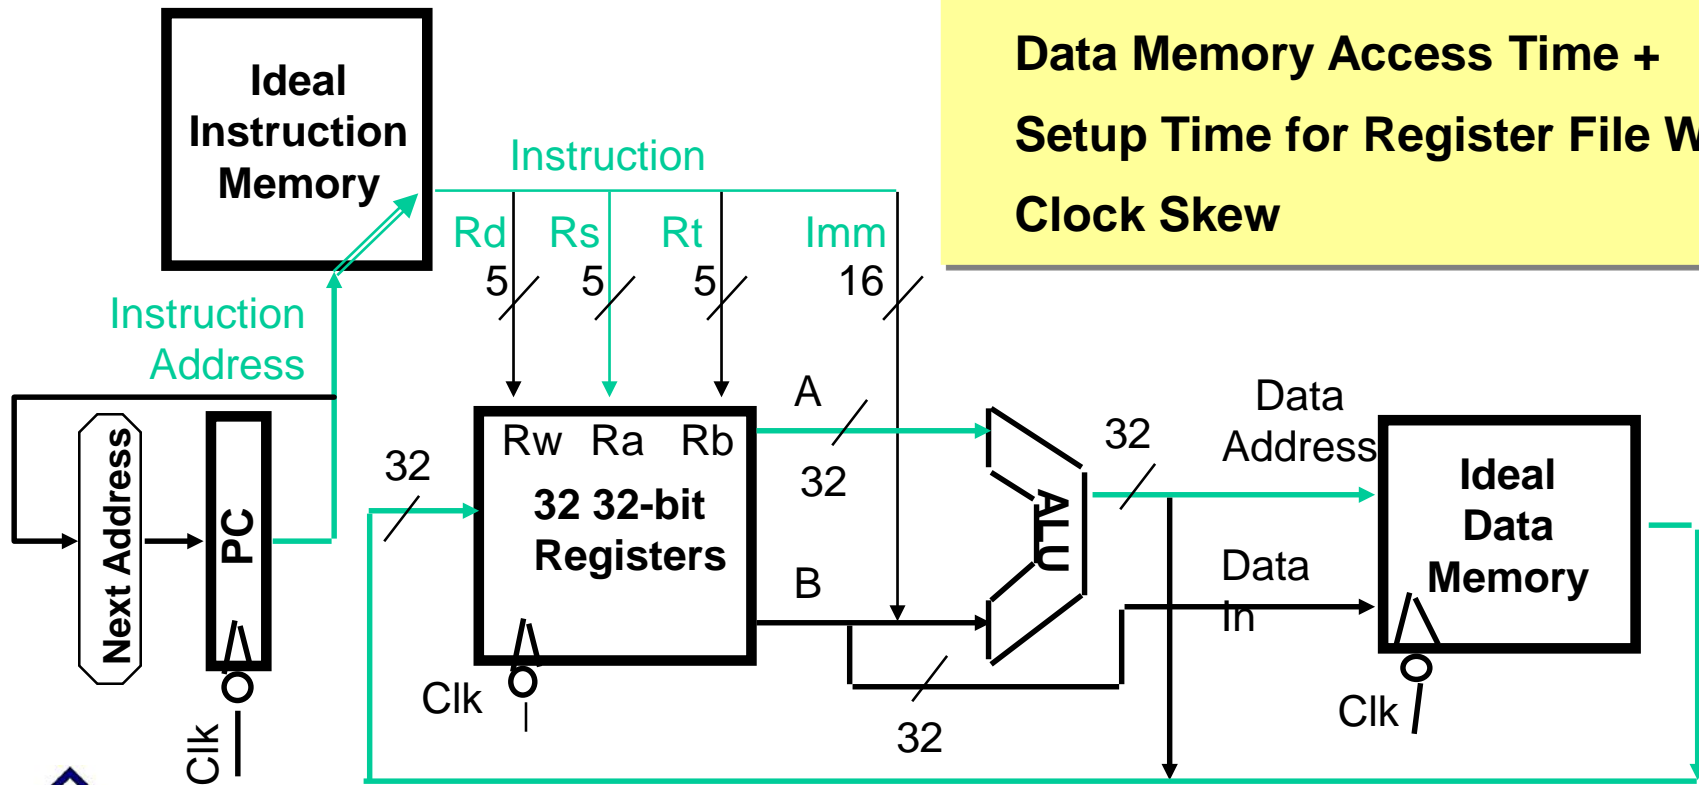 Data Memory Access Time +
Setup Time for Register File
Clock Skew
Ideal
Instruction
Memory
Instruction
Rd
Rs
Rt
Imm
5
5
5
16
Instruction
Address
Next Address
PC
Clk
32
Rw
Ra
Rb
32 32-bit
Registers
Clk
A
32
B
32
ALU
32
Data
Address
Data
In
Ideal
Data
Memory
Clk